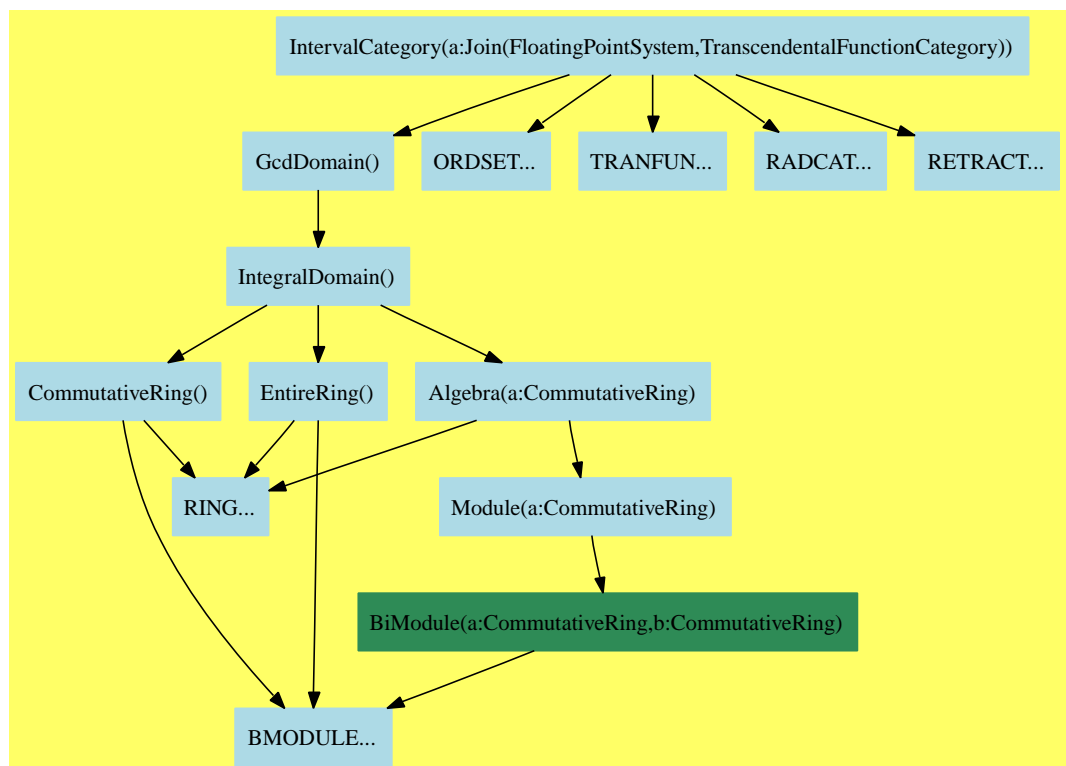 IntervalCategory(a:Join(FloatingPointSystem,TranscendentalFunctionCategory))
GcdDomain()
ORDSET...
TRANFUN...
RADCAT...
RETRACT...
IntegralDomain()
CommutativeRing()
EntireRing()
Algebra(a:CommutativeRing)
RING...
Module(a:CommutativeRing)
BiModule(a:CommutativeRing,b:CommutativeRing)
BMODULE...